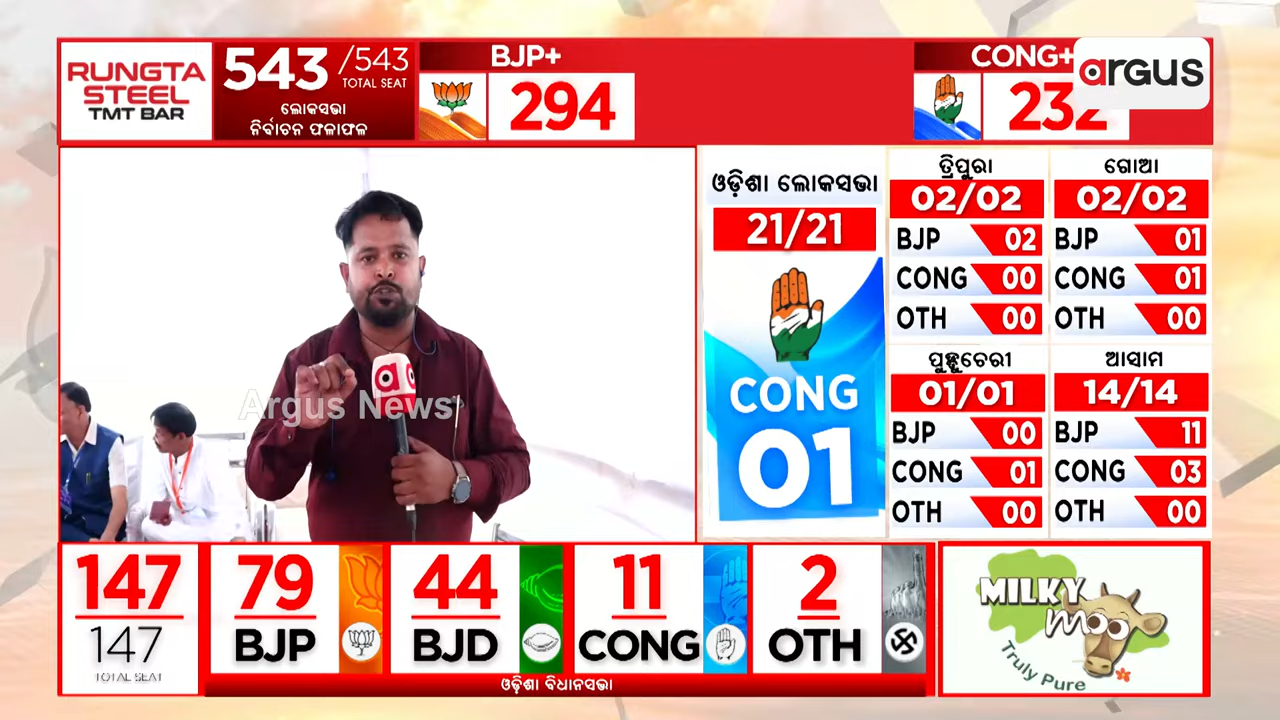 RUNGTA
STEEL
TMT BAR
543 /543
TOTAL SEAT
ଲୋକସଭା
ନିର୍ବାଚନ ଫଳାଫଳ
BJP+
294
CONG+
232
argus
Argus News
ଓଡ଼ିଶା ଲୋକସଭା
21/21
CONG
01
ତ୍ରିପୁରା
02/02
BJP 02
CONG 00
OTH 00
ଗୋଆ
02/02
BJP 01
CONG 01
OTH 00
ପୁଡୁଚେରୀ
01/01
BJP 00
CONG 01
OTH 00
ଆସାମ
14/14
BJP 11
CONG 03
OTH 00
147
147
TOTAL SEAT
79
BJP
44
BJD
11
CONG
2
OTH
ଓଡ଼ିଶା ବିଧାନସଭା
MILKY
moo
Truly Pure